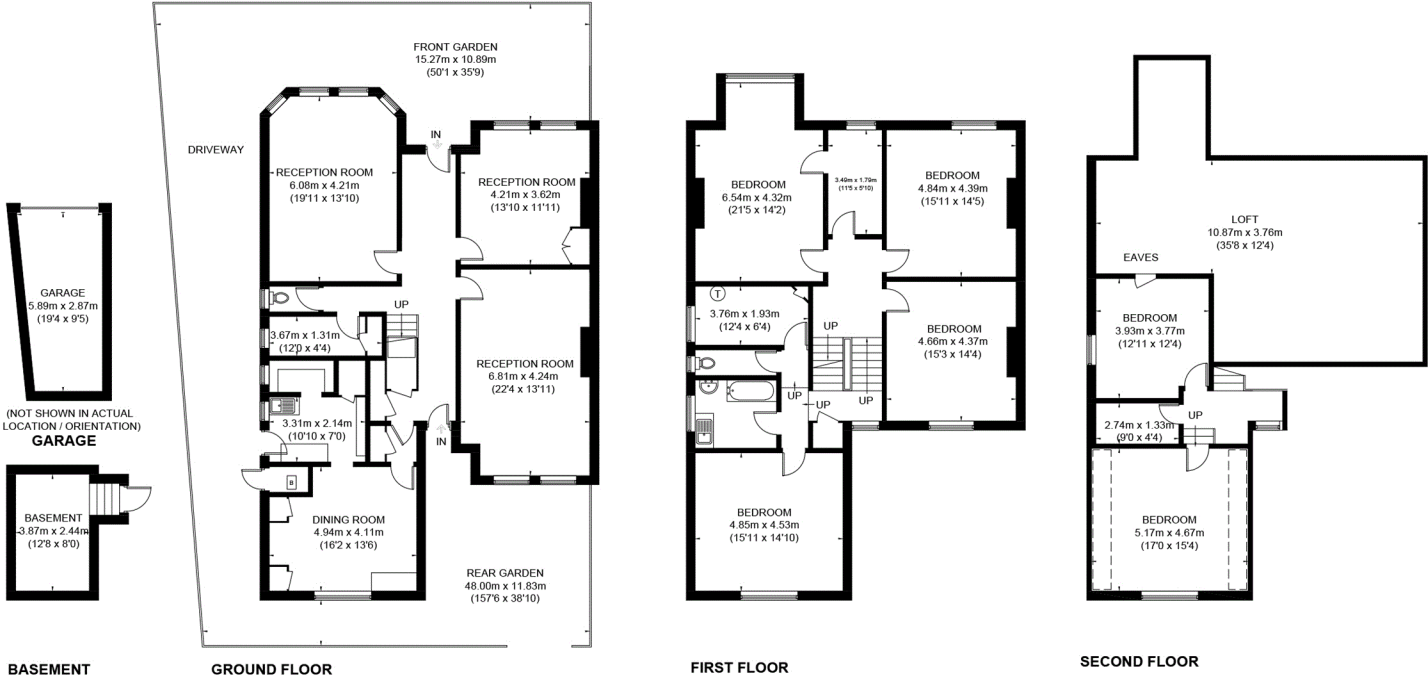 FRONT GARDEN
15.27m x 10.89m
(50'1 x 35'9)
DRIVEWAY
IN
RECEPTION ROOM
6.08m x 4.21m
(19'11 x 13'10)
RECEPTION ROOM
4.21m x 3.62m
(13'10 x 11'11)
UP
3.67m x 1.31m
(12'0 x 4'4)
RECEPTION ROOM
6.81m x 4.24m
(22'4 x 13'11)
3.31m x 2.14m
(10'10 x 7'0)
IN
B
DINING ROOM
4.94m x 4.11m
(16'2 x 13'6)
REAR GARDEN
48.00m x 11.83m
(157'6 x 38'10)
GROUND FLOOR
GARAGE
5.89m x 2.87m
(19'4 x 9'5)
(NOT SHOWN IN ACTUAL
LOCATION / ORIENTATION)
GARAGE
BASEMENT
3.87m x 2.44m
(12'8 x 8'0)
BASEMENT
BEDROOM
6.54m x 4.32m
(21'5 x 14'2)
3.49m x 1.79m
(11'5 x 5'10)
BEDROOM
4.84m x 4.39m
(15'11 x 14'5)
T
3.76m x 1.93m
(12'4 x 6'4)
UP
BEDROOM
4.66m x 4.37m
(15'3 x 14'4)
UP
UP
UP
BEDROOM
4.85m x 4.53m
(15'11 x 14'10)
FIRST FLOOR
LOFT
10.87m x 3.76m
(35'8 x 12'4)
EAVES
BEDROOM
3.93m x 3.77m
(12'11 x 12'4)
UP
2.74m x 1.33m
(9'0 x 4'4)
BEDROOM
5.17m x 4.67m
(17'0 x 15'4)
SECOND FLOOR